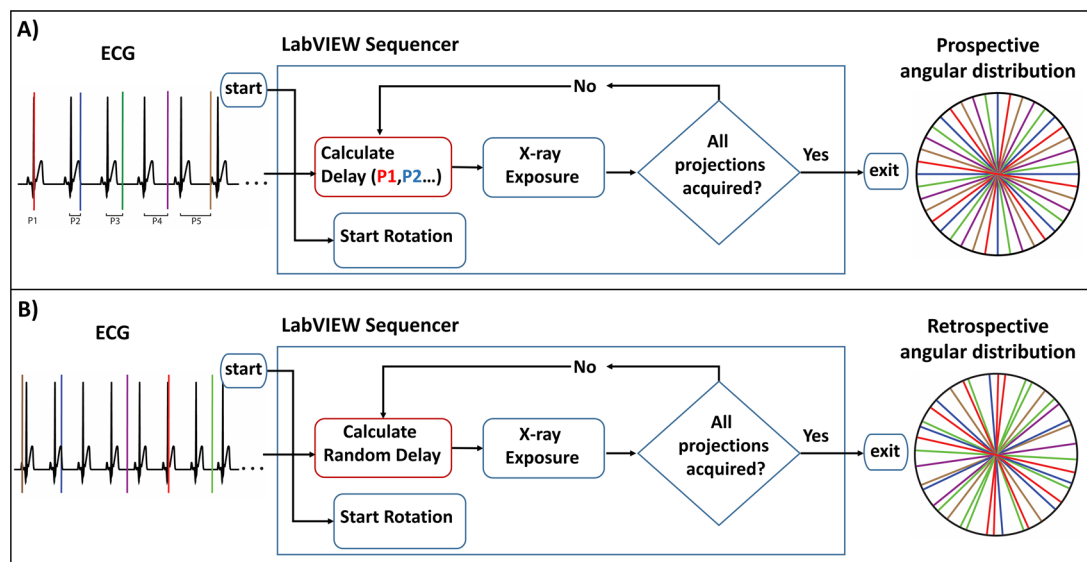 A)
ECG
LabVIEW Sequencer
Prospective
angular distribution
start
No
Calculate
Delay (P1,P2...)
X-ray
Exposure
All
projections
acquired?
Yes
exit
Start Rotation
P1
P2
P3
P4
P5
...
B)
ECG
LabVIEW Sequencer
Retrospective
angular distribution
start
No
Calculate
Random Delay
X-ray
Exposure
All
projections
acquired?
Yes
exit
Start Rotation
...